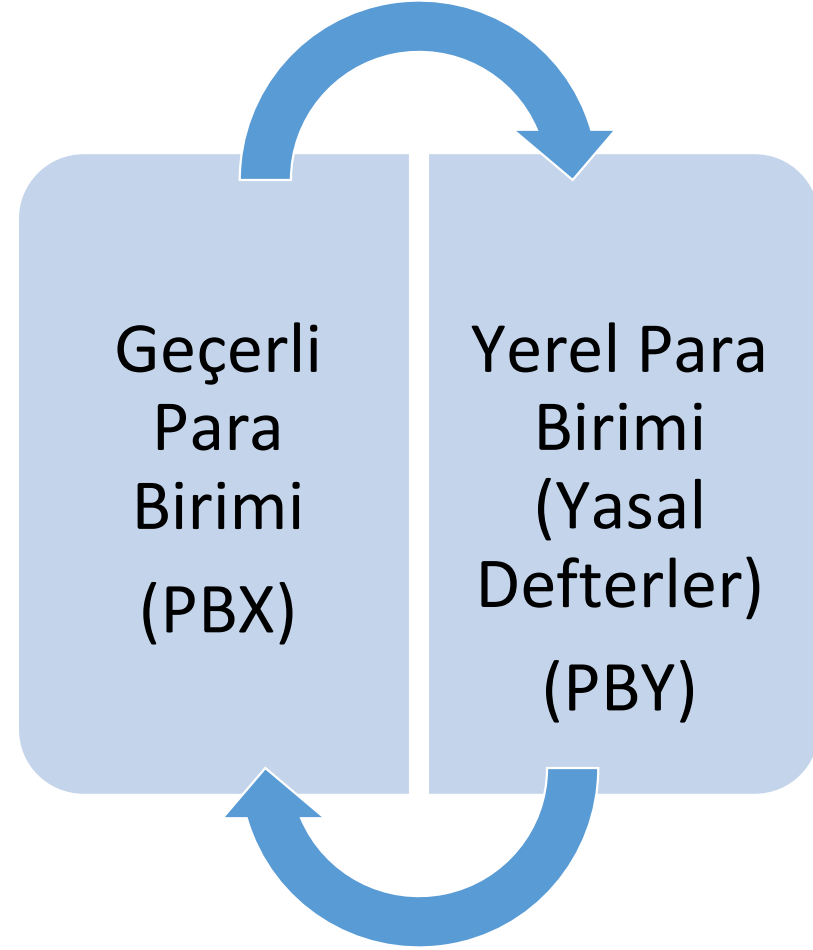 Geçerli
Para
Birimi
(PBX)
Yerel Para
Birimi
(Yasal
Defterler)
(PBY)